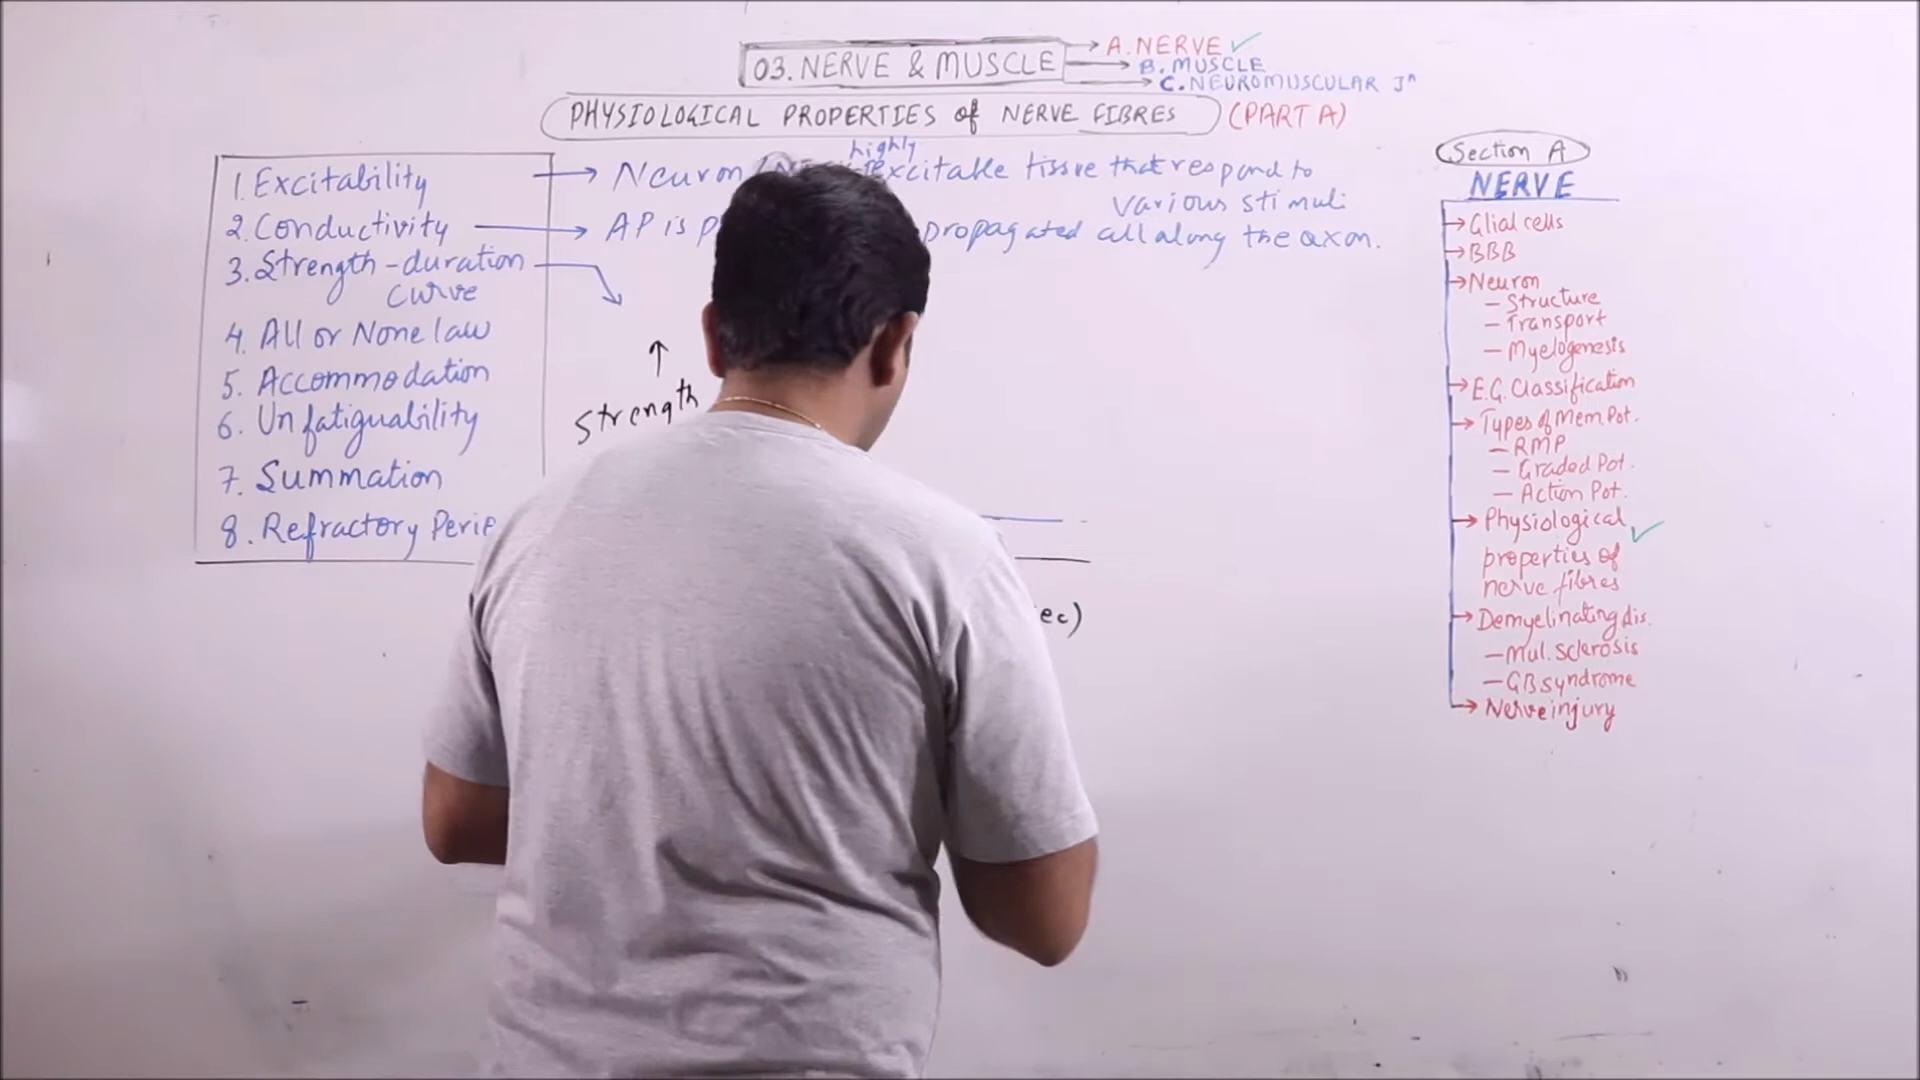 03. NERVE & MUSCLE
A. NERVE ✓
B. MUSCLE
C. NEUROMUSCULAR Jⁿ
PHYSIOLOGICAL PROPERTIES of NERVE FIBRES (PART A)
1. Excitability
2. Conductivity
3. Strength-duration
curve
4. All or None law
5. Accommodation
6. Unfatiguability
7. Summation
8. Refractory
Neuron
highly
excitable tissue that respond to
various stimuli
AP is
propagated all along the axon.
Strength
Section A
NERVE
Glial cells
BBB
Neuron
- Structure
- Transport
- Myelogenesis
E.G. Classification
Types of Mem Pot.
- RMP
- Graded Pot.
- Action Pot.
Physiological ✓
properties of
nerve fibres
Demyelinating dis.
- Mul. Sclerosis
- GB syndrome
Nerve injury